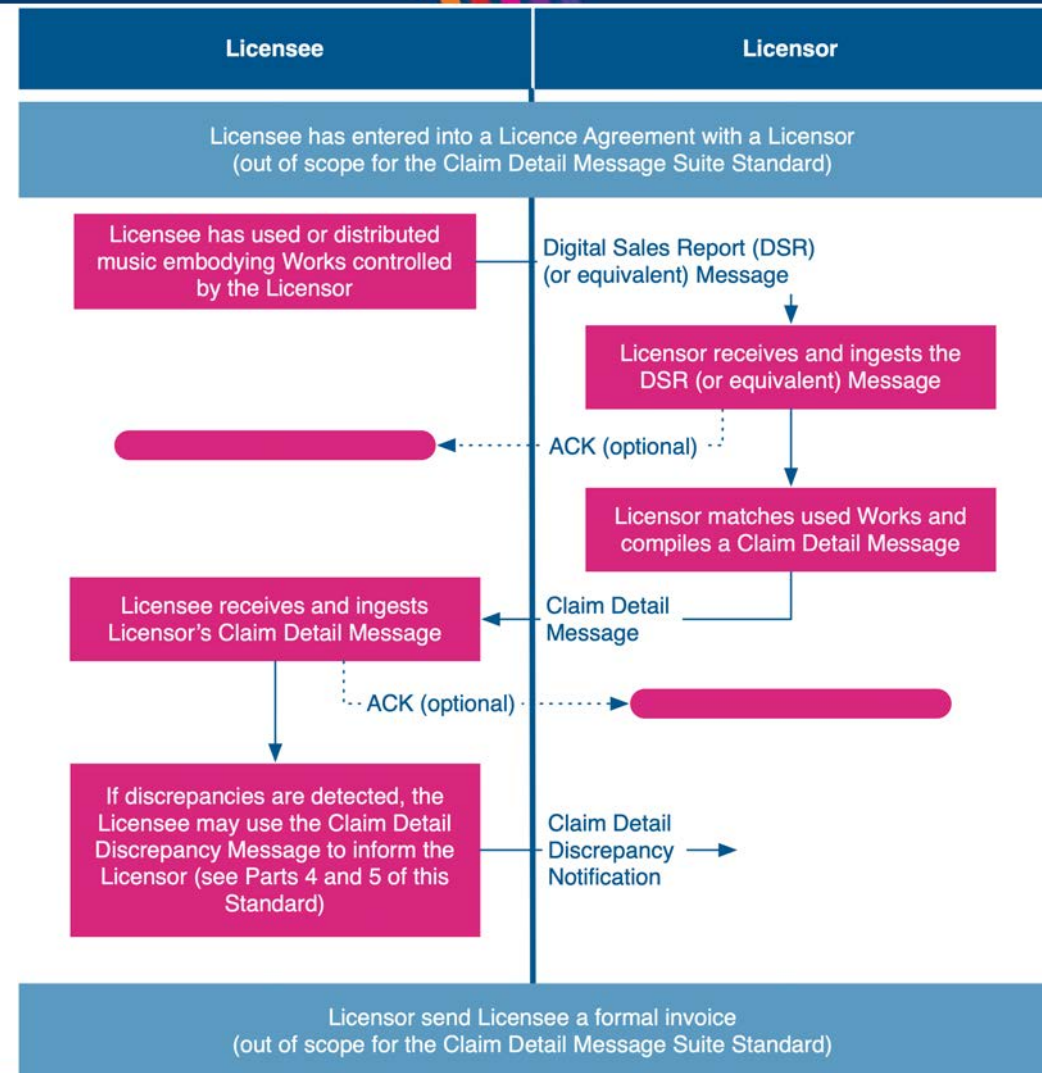 Licensee
Licensor
Licensee has entered into a Licence Agreement with a Licensor
(out of scope for the Claim Detail Message Suite Standard)
Licensee has used or distributed
music embodying Works controlled
by the Licensor
Digital Sales Report (DSR)
(or equivalent) Message
Licensor receives and ingests the
DSR (or equivalent) Message
ACK (optional)
Licensor matches used Works and
compiles a Claim Detail Message
Licensee receives and ingests
Licensor's Claim Detail Message
Claim Detail
Message
ACK (optional)
If discrepancies are detected, the
Licensee may use the Claim Detail
Discrepancy Message to inform the
Licensor (see Parts 4 and 5 of this
Standard)
Claim Detail
Discrepancy
Notification
Licensor send Licensee a formal invoice
(out of scope for the Claim Detail Message Suite Standard)